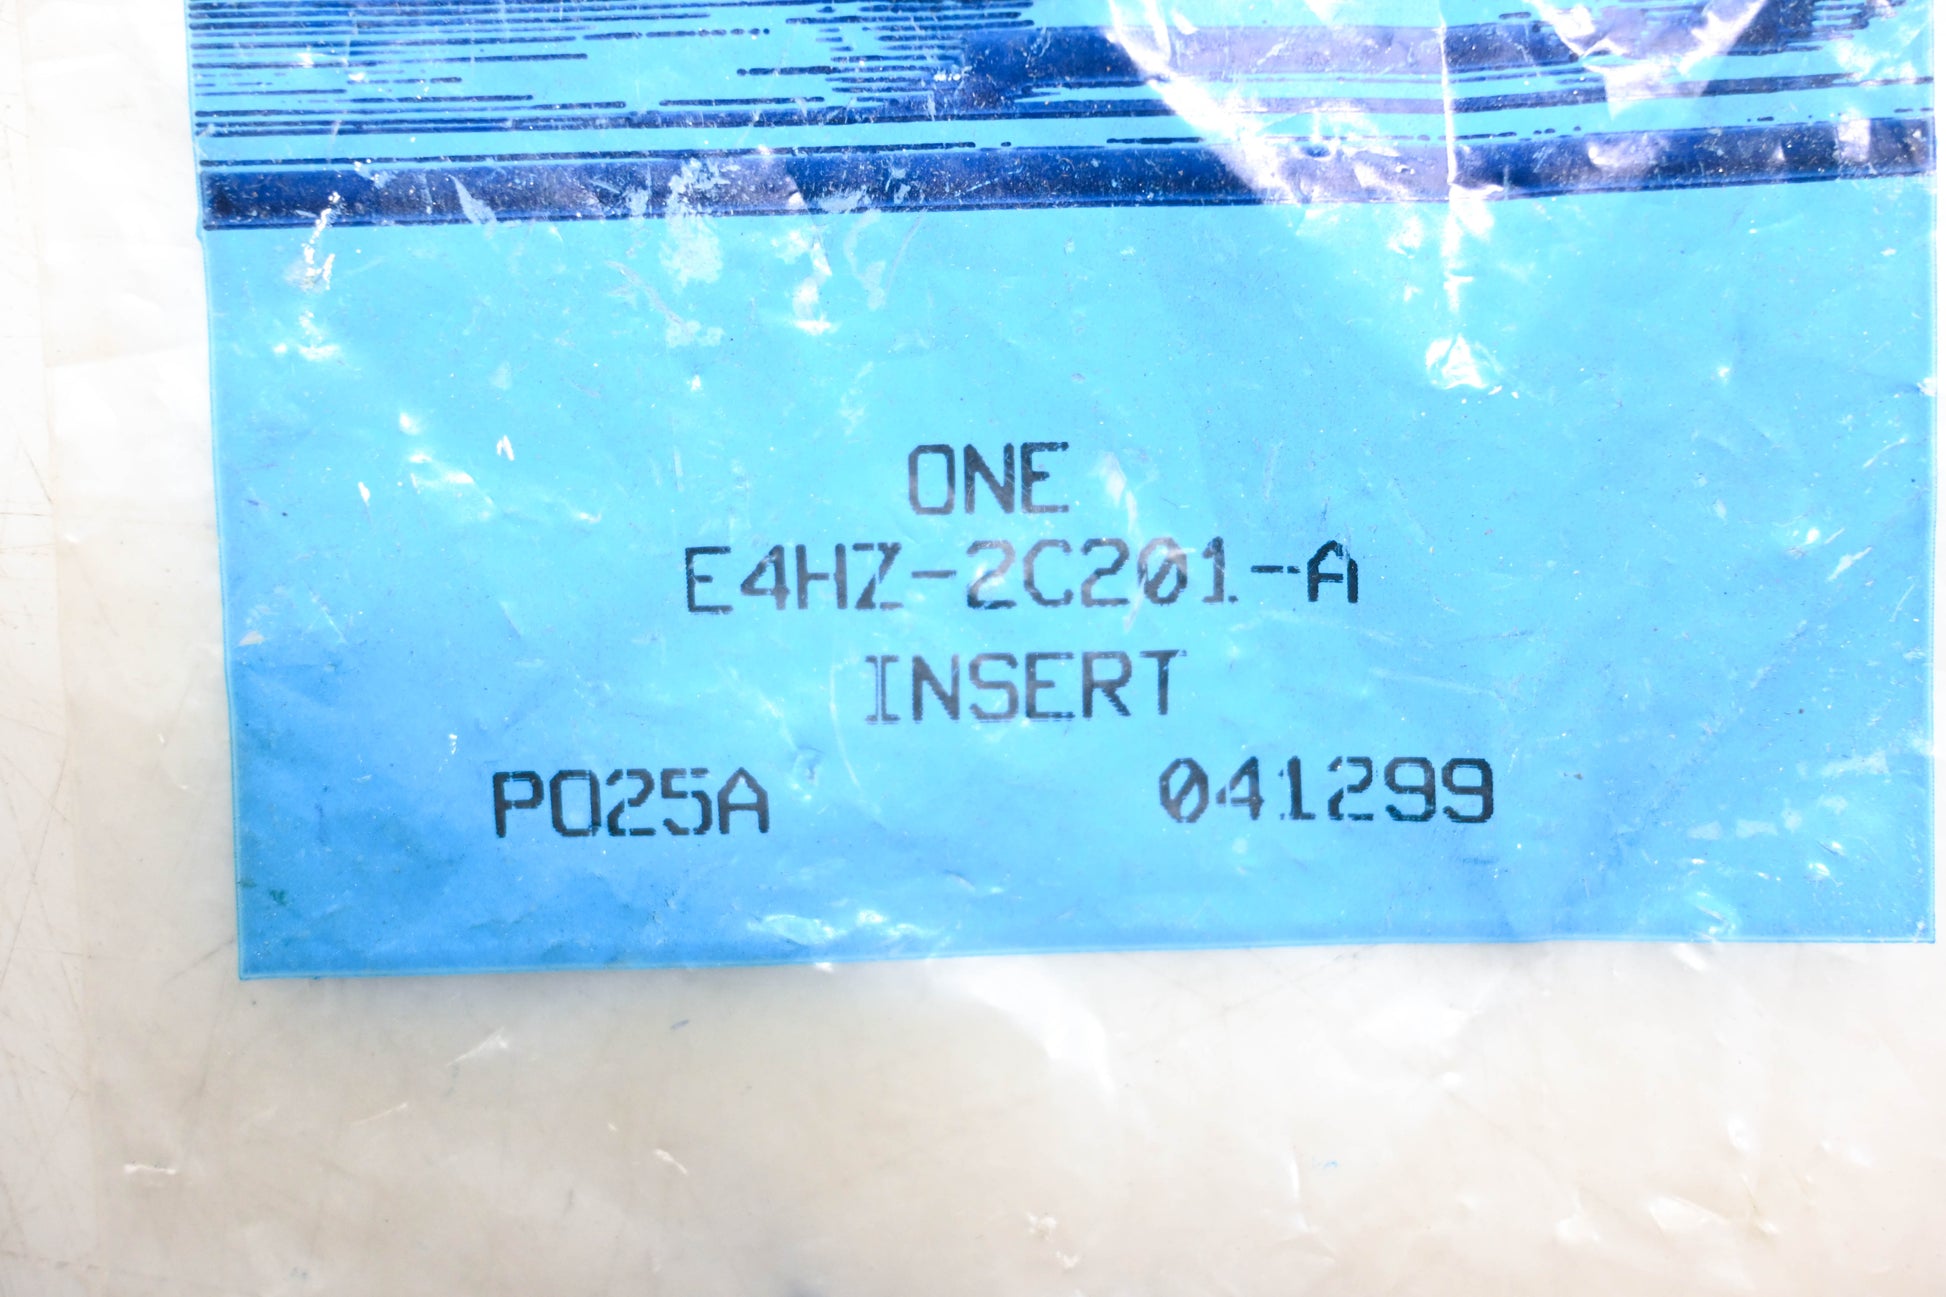 ONE
E4HZ-2C201-A
INSERT
PO25A 041299